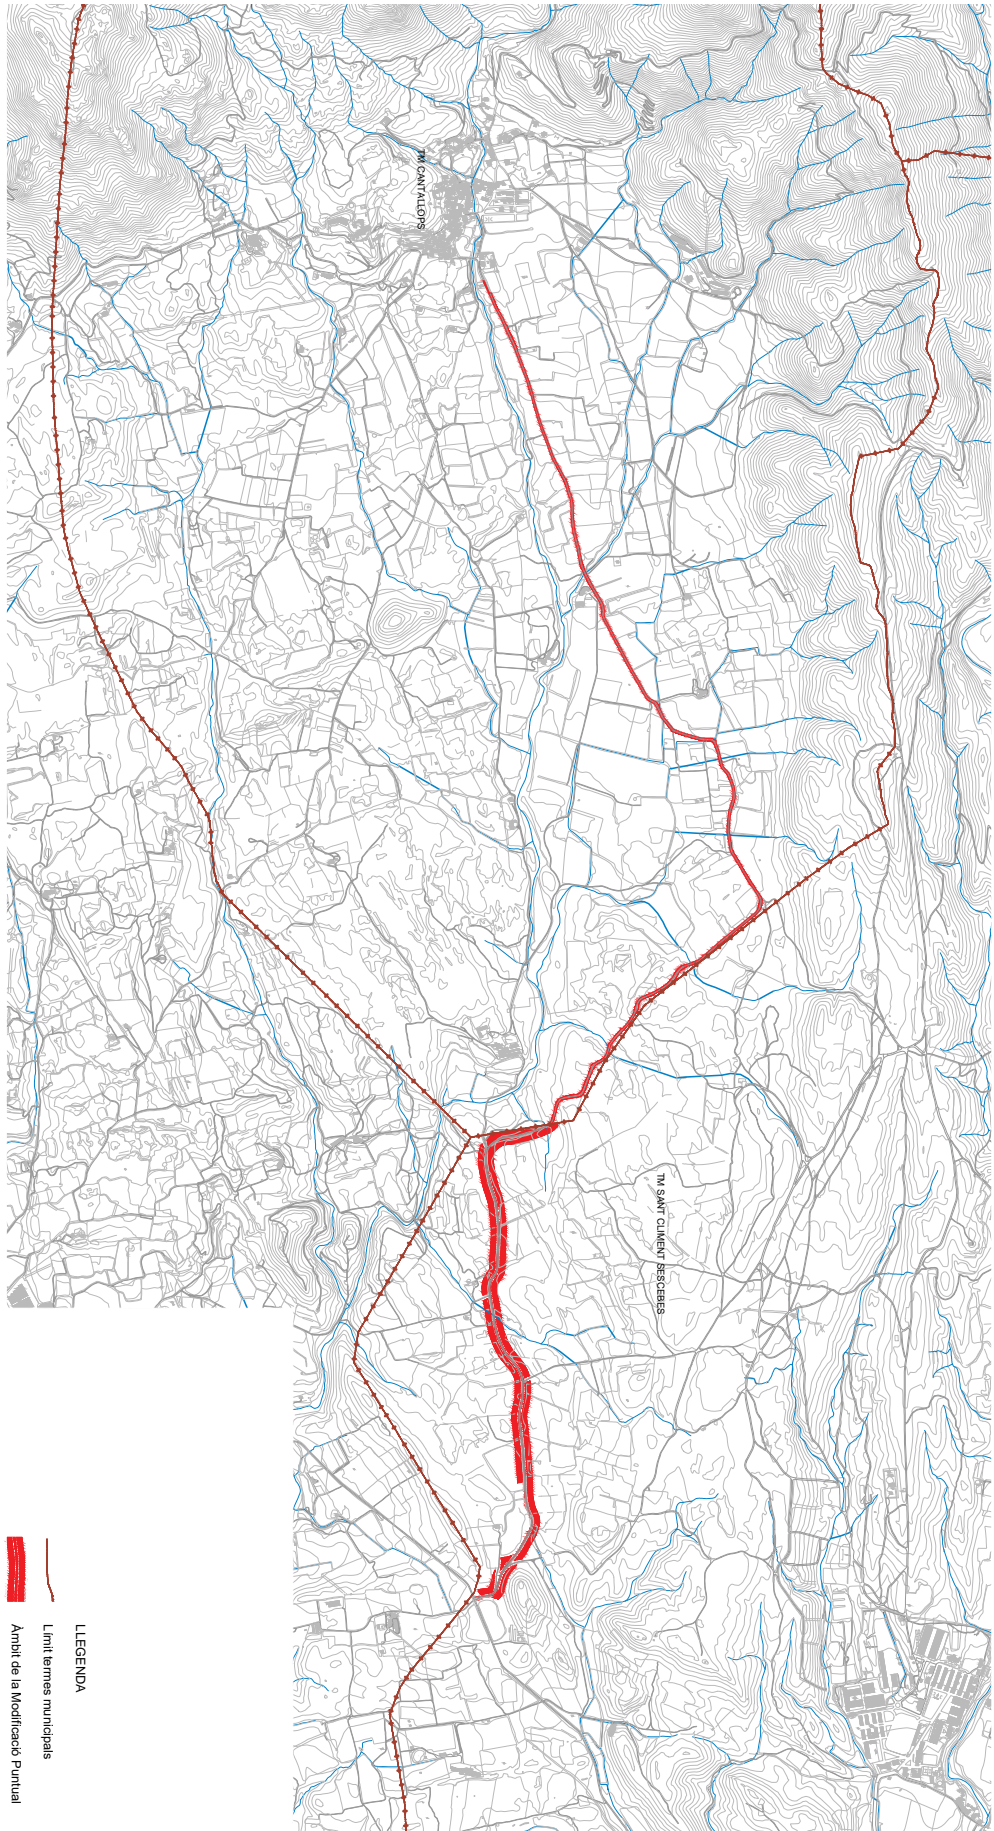 TM CANTALLOPS
TM SANT CLIMENT SESCEBES
LLEGENDA
Límit termes municipals
Àmbit de la Modificació Puntual